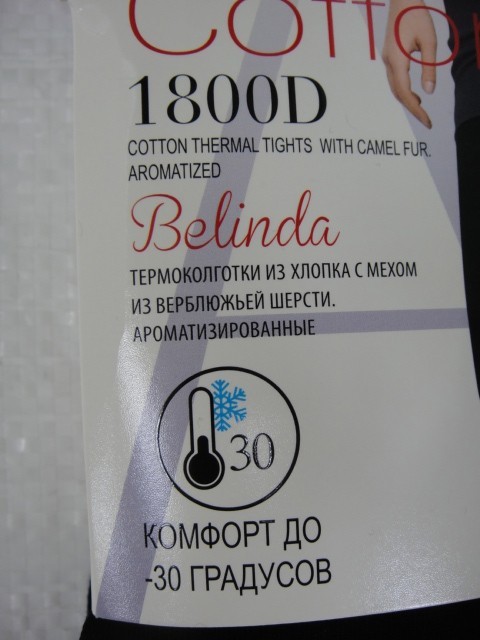 Cotton
1800D
COTTON THERMAL TIGHTS WITH CAMEL FUR.
AROMATIZED
Belinda
ТЕРМОКОЛГОТКИ ИЗ ХЛОПКА С МЕХОМ
ИЗ ВЕРБЛЮЖЬЕЙ ШЕРСТИ.
АРОМАТИЗИРОВАННЫЕ
30
КОМФОРТ ДО
-30 ГРАДУСОВ